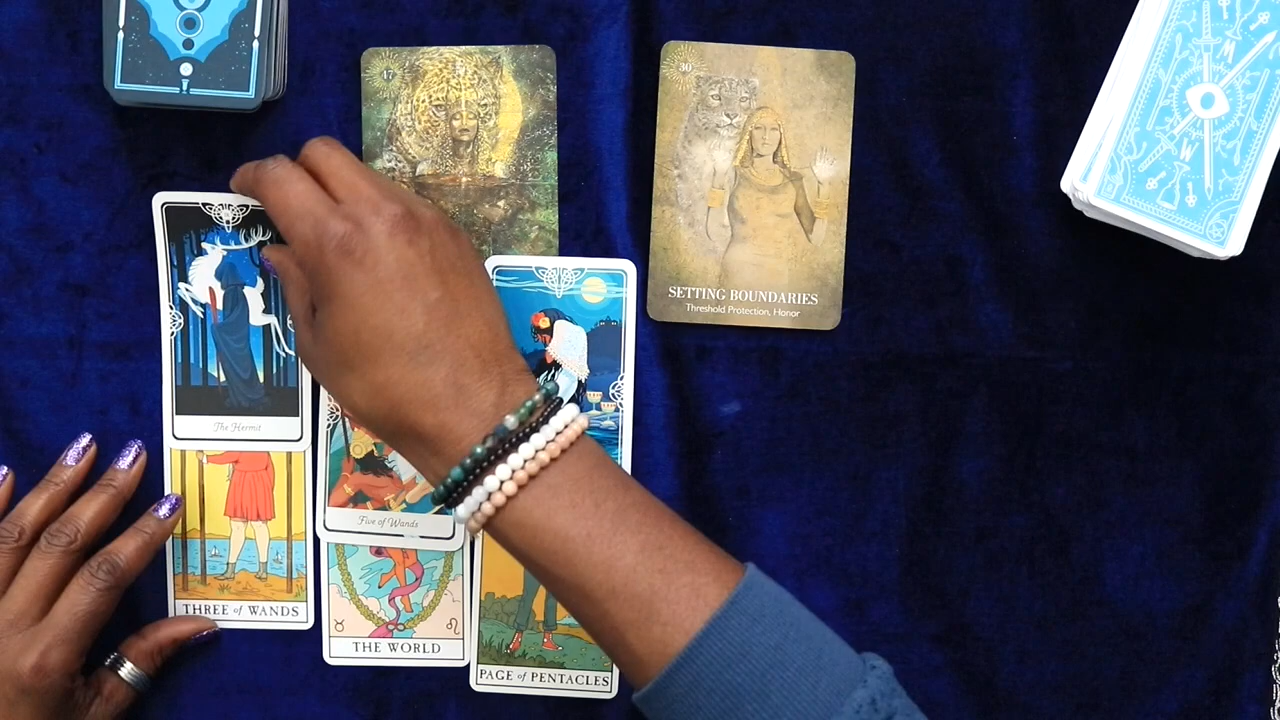 47
30
SETTING BOUNDARIES
Threshold Protection, Honor
The Hermit
Five of Wands
THREE of WANDS
THE WORLD
PAGE of PENTACLES